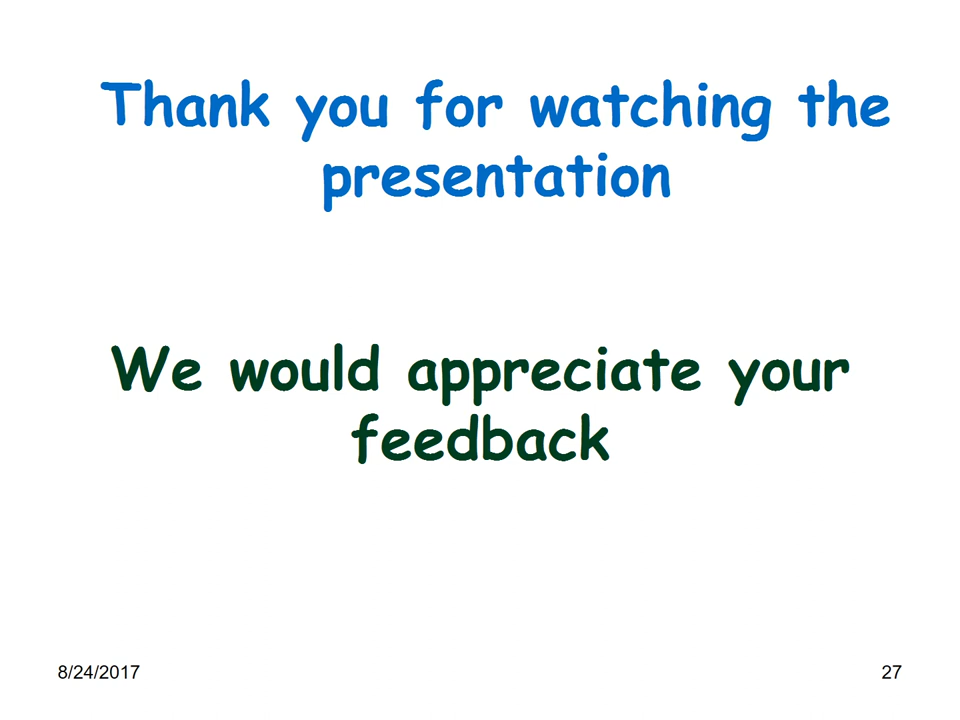 Thank you for watching the
presentation
We would appreciate your
feedback
8/24/2017
27